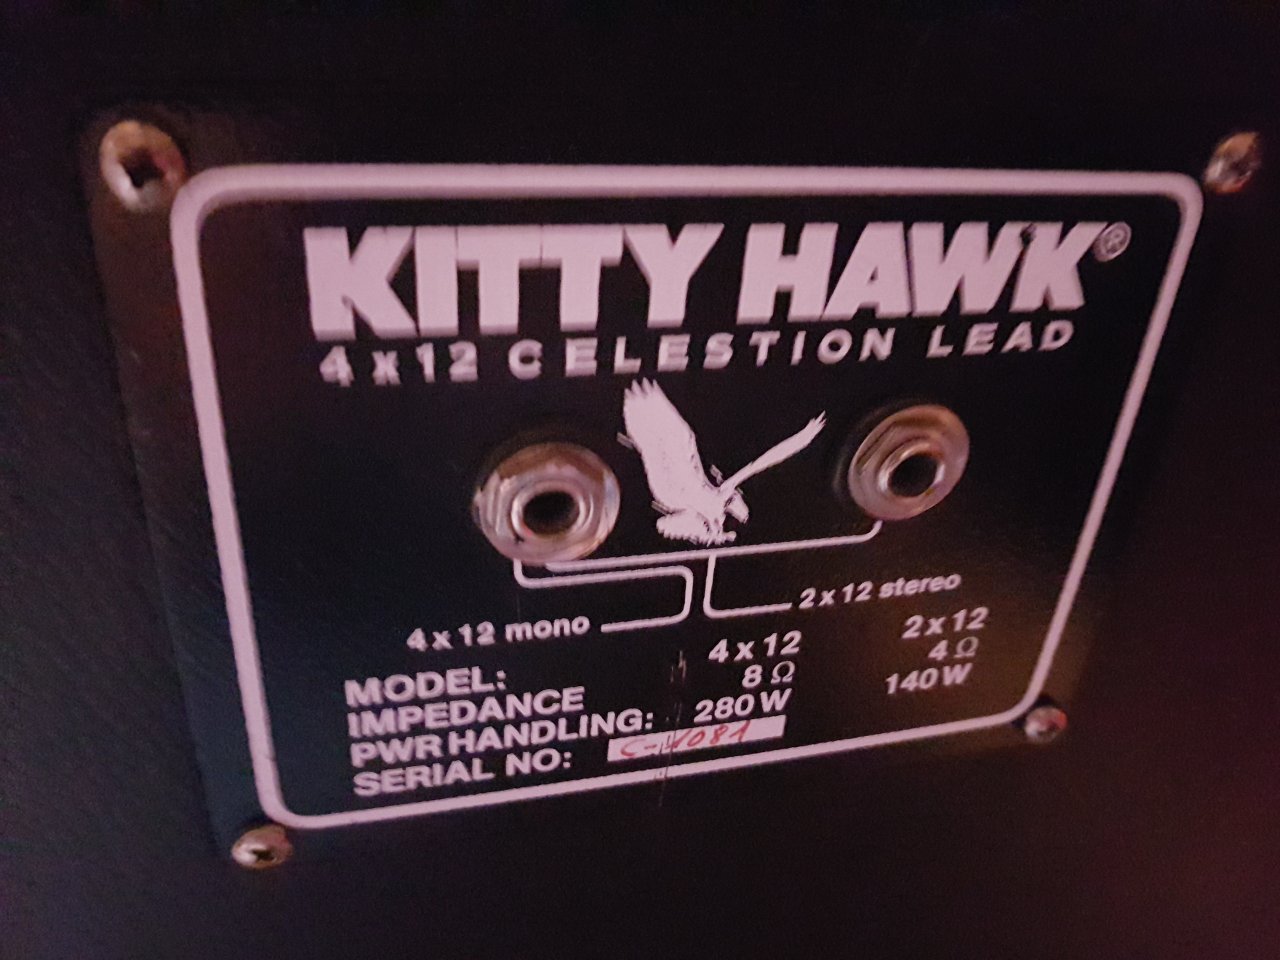 KITTY HAWK®
4 x 12 CELESTION LEAD
4 x 12 mono
2 x 12 stereo
MODEL: 4 x 12 2 x 12
IMPEDANCE 8 Ω 4 Ω
PWR HANDLING: 280 W 140 W
SERIAL NO: